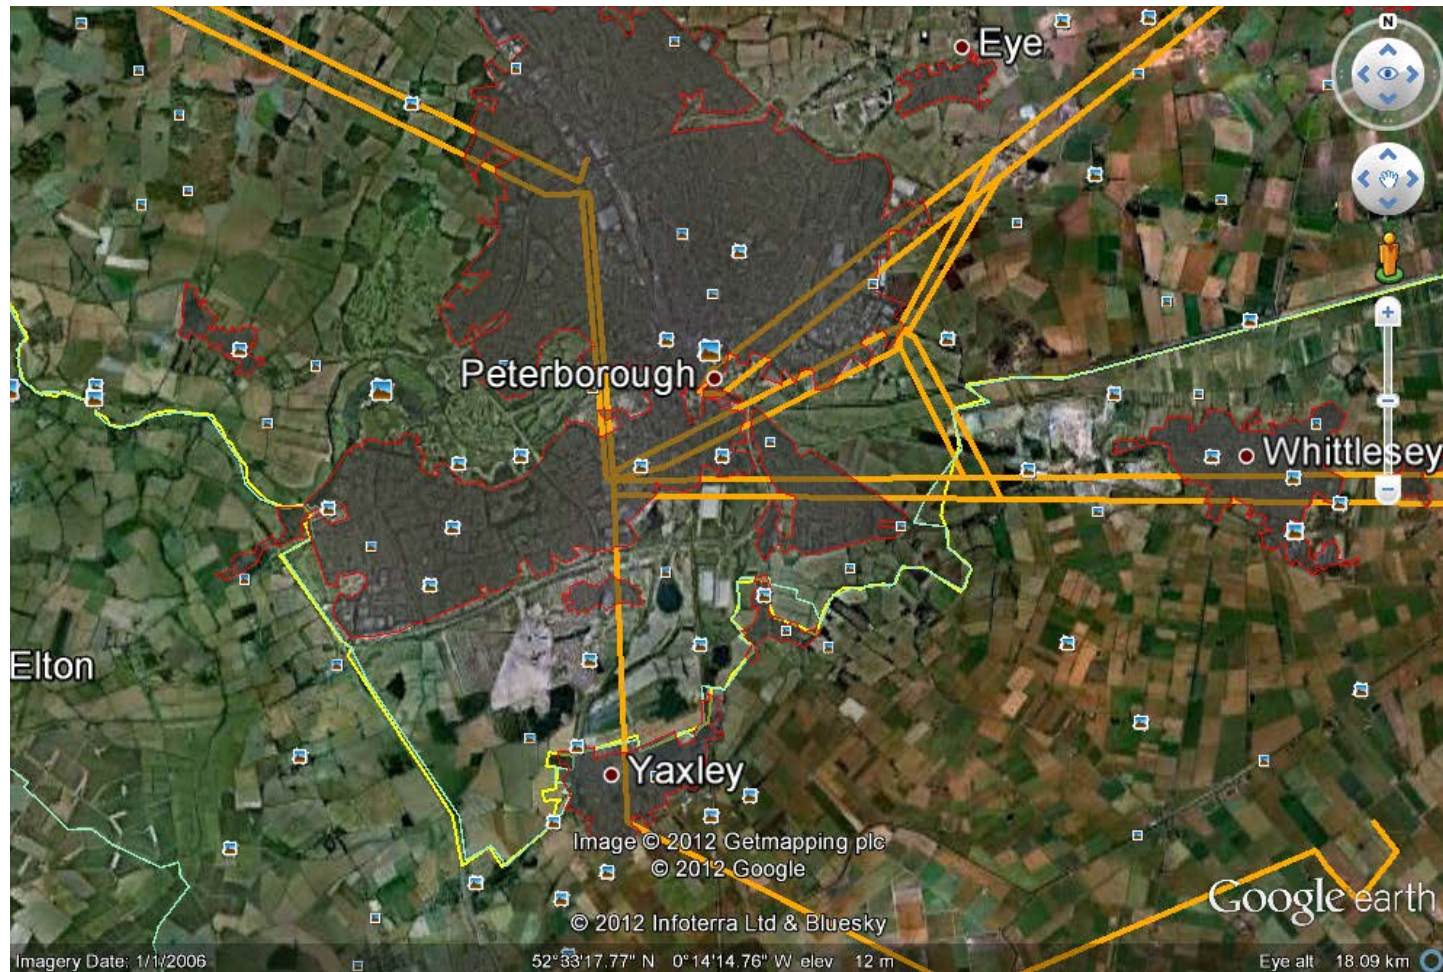 Eye
N
Peterborough
Whittlesey
Elton
Yaxley
Image © 2012 Getmapping plc
© 2012 Google
Google earth
© 2012 Infoterra Ltd & Bluesky
Imagery Date: 1/1/2006 52°33'17.77" N 0°14'14.76" W elev 12 m Eye alt 18.09 km